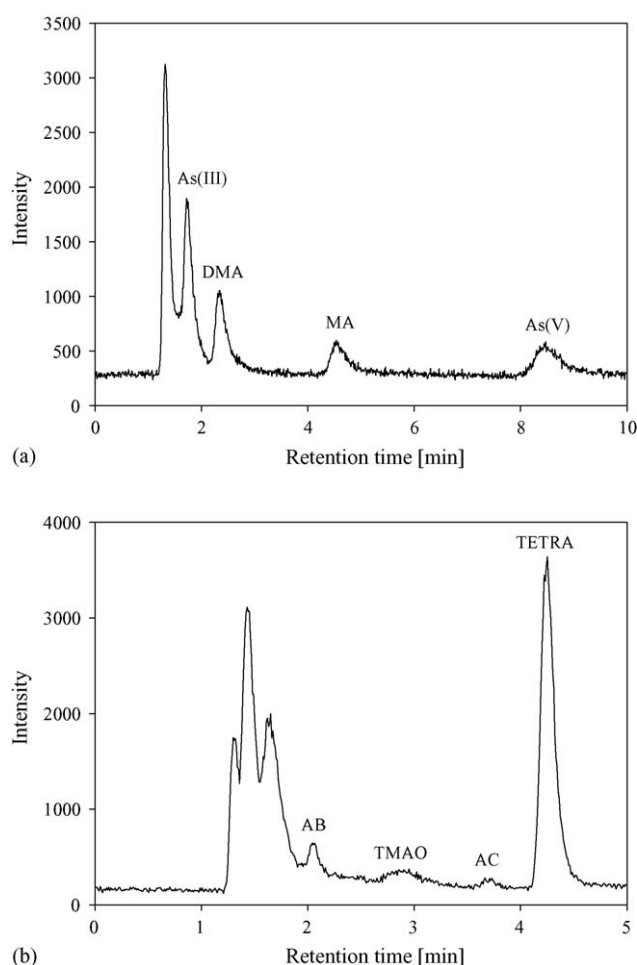 3500
3000
2500
2000
1500
1000
500
0
Intensity
As(III)
DMA
MA
As(V)
0 2 4 6 8 10
(a) Retention time [min]
4000
3000
2000
1000
0
Intensity
TETRA
AB
TMAO
AC
0 1 2 3 4 5
(b) Retention time [min]